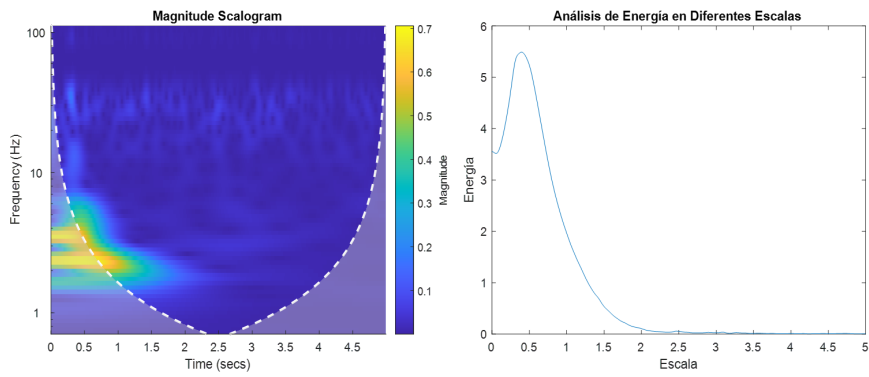 Magnitude Scalogram
100
10
1
Frequency (Hz)
0 0.5 1 1.5 2 2.5 3 3.5 4 4.5
Time (secs)
0.7
0.6
0.5
0.4
0.3
0.2
0.1
Magnitude
Análisis de Energía en Diferentes Escalas
6
5
4
3
2
1
0
Energía
0 0.5 1 1.5 2 2.5 3 3.5 4 4.5 5
Escala